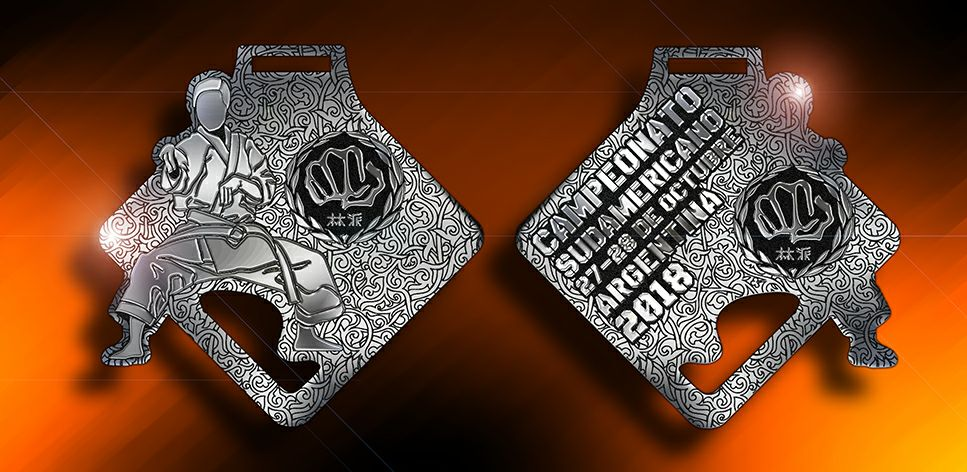 林派
CAMPEONATO
SUDAMERICANO
27-28 DE OCTUBRE
ARGENTINA
2018
林派